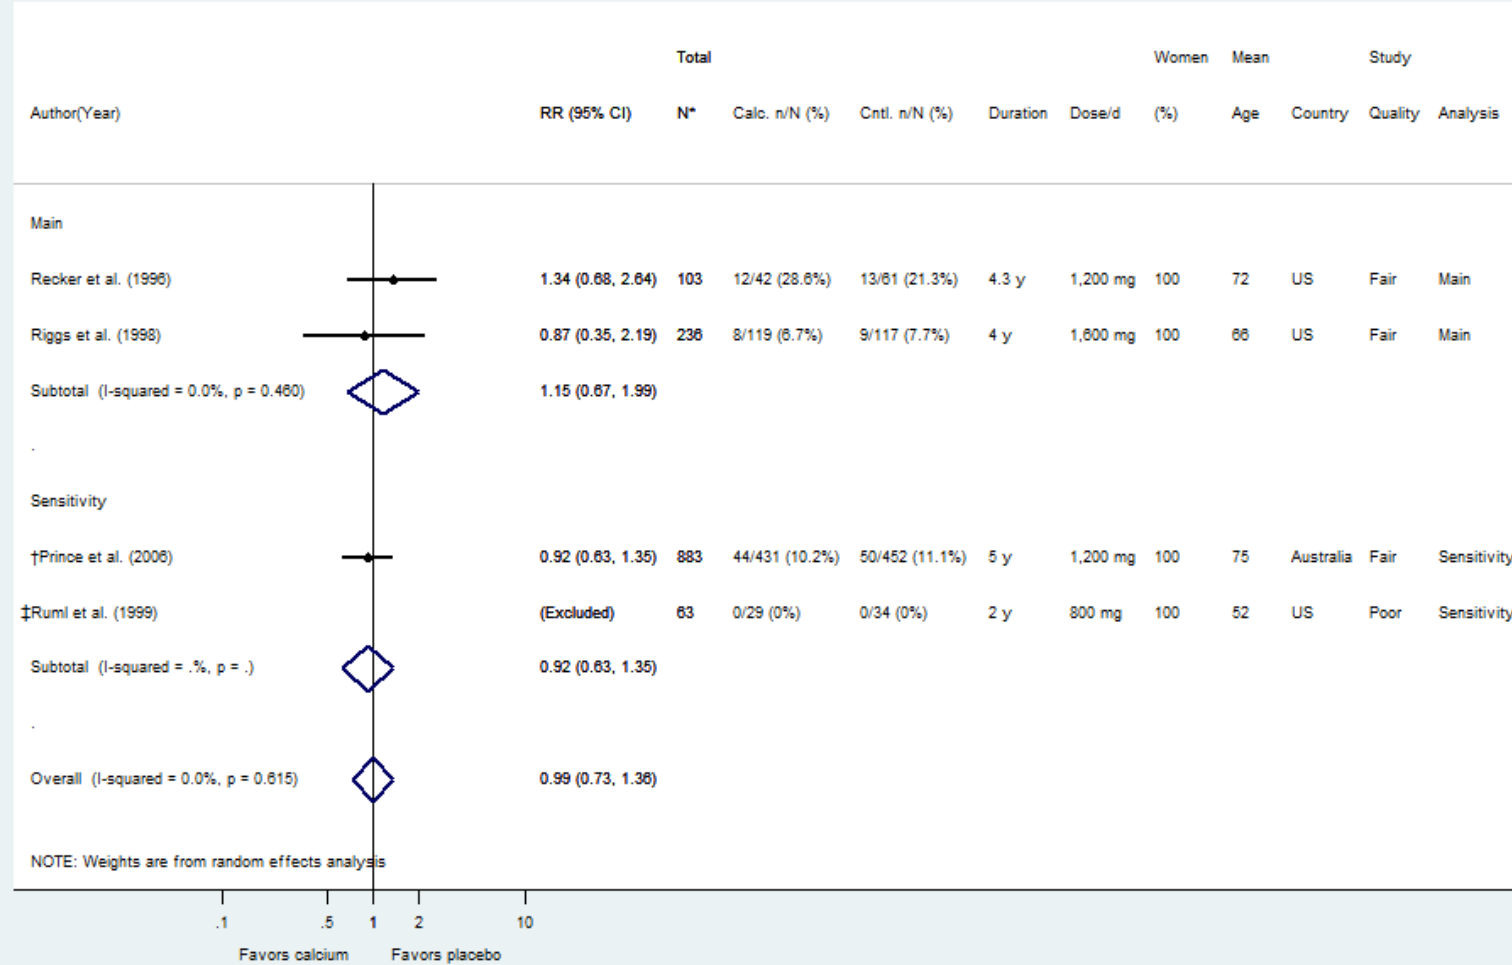 Total Women Mean Study
Author(Year) RR (95% CI) N* Calc. n/N (%) Cntl. n/N (%) Duration Dose/d (%) Age Country Quality Analysis
Main
Recker et al. (1996) 1.34 (0.68, 2.64) 103 12/42 (28.6%) 13/61 (21.3%) 4.3 y 1,200 mg 100 72 US Fair Main
Riggs et al. (1998) 0.87 (0.35, 2.19) 236 8/119 (6.7%) 9/117 (7.7%) 4 y 1,600 mg 100 66 US Fair Main
Subtotal (I-squared = 0.0%, p = 0.460) 1.15 (0.67, 1.99)
.
Sensitivity
†Prince et al. (2006) 0.92 (0.63, 1.35) 883 44/431 (10.2%) 50/452 (11.1%) 5 y 1,200 mg 100 75 Australia Fair Sensitivity
‡Ruml et al. (1999) (Excluded) 63 0/29 (0%) 0/34 (0%) 2 y 800 mg 100 52 US Poor Sensitivity
Subtotal (I-squared = .%, p = .) 0.92 (0.63, 1.35)
.
Overall (I-squared = 0.0%, p = 0.615) 0.99 (0.73, 1.36)
NOTE: Weights are from random effects analysis
.1 .5 1 2 10
Favors calcium Favors placebo